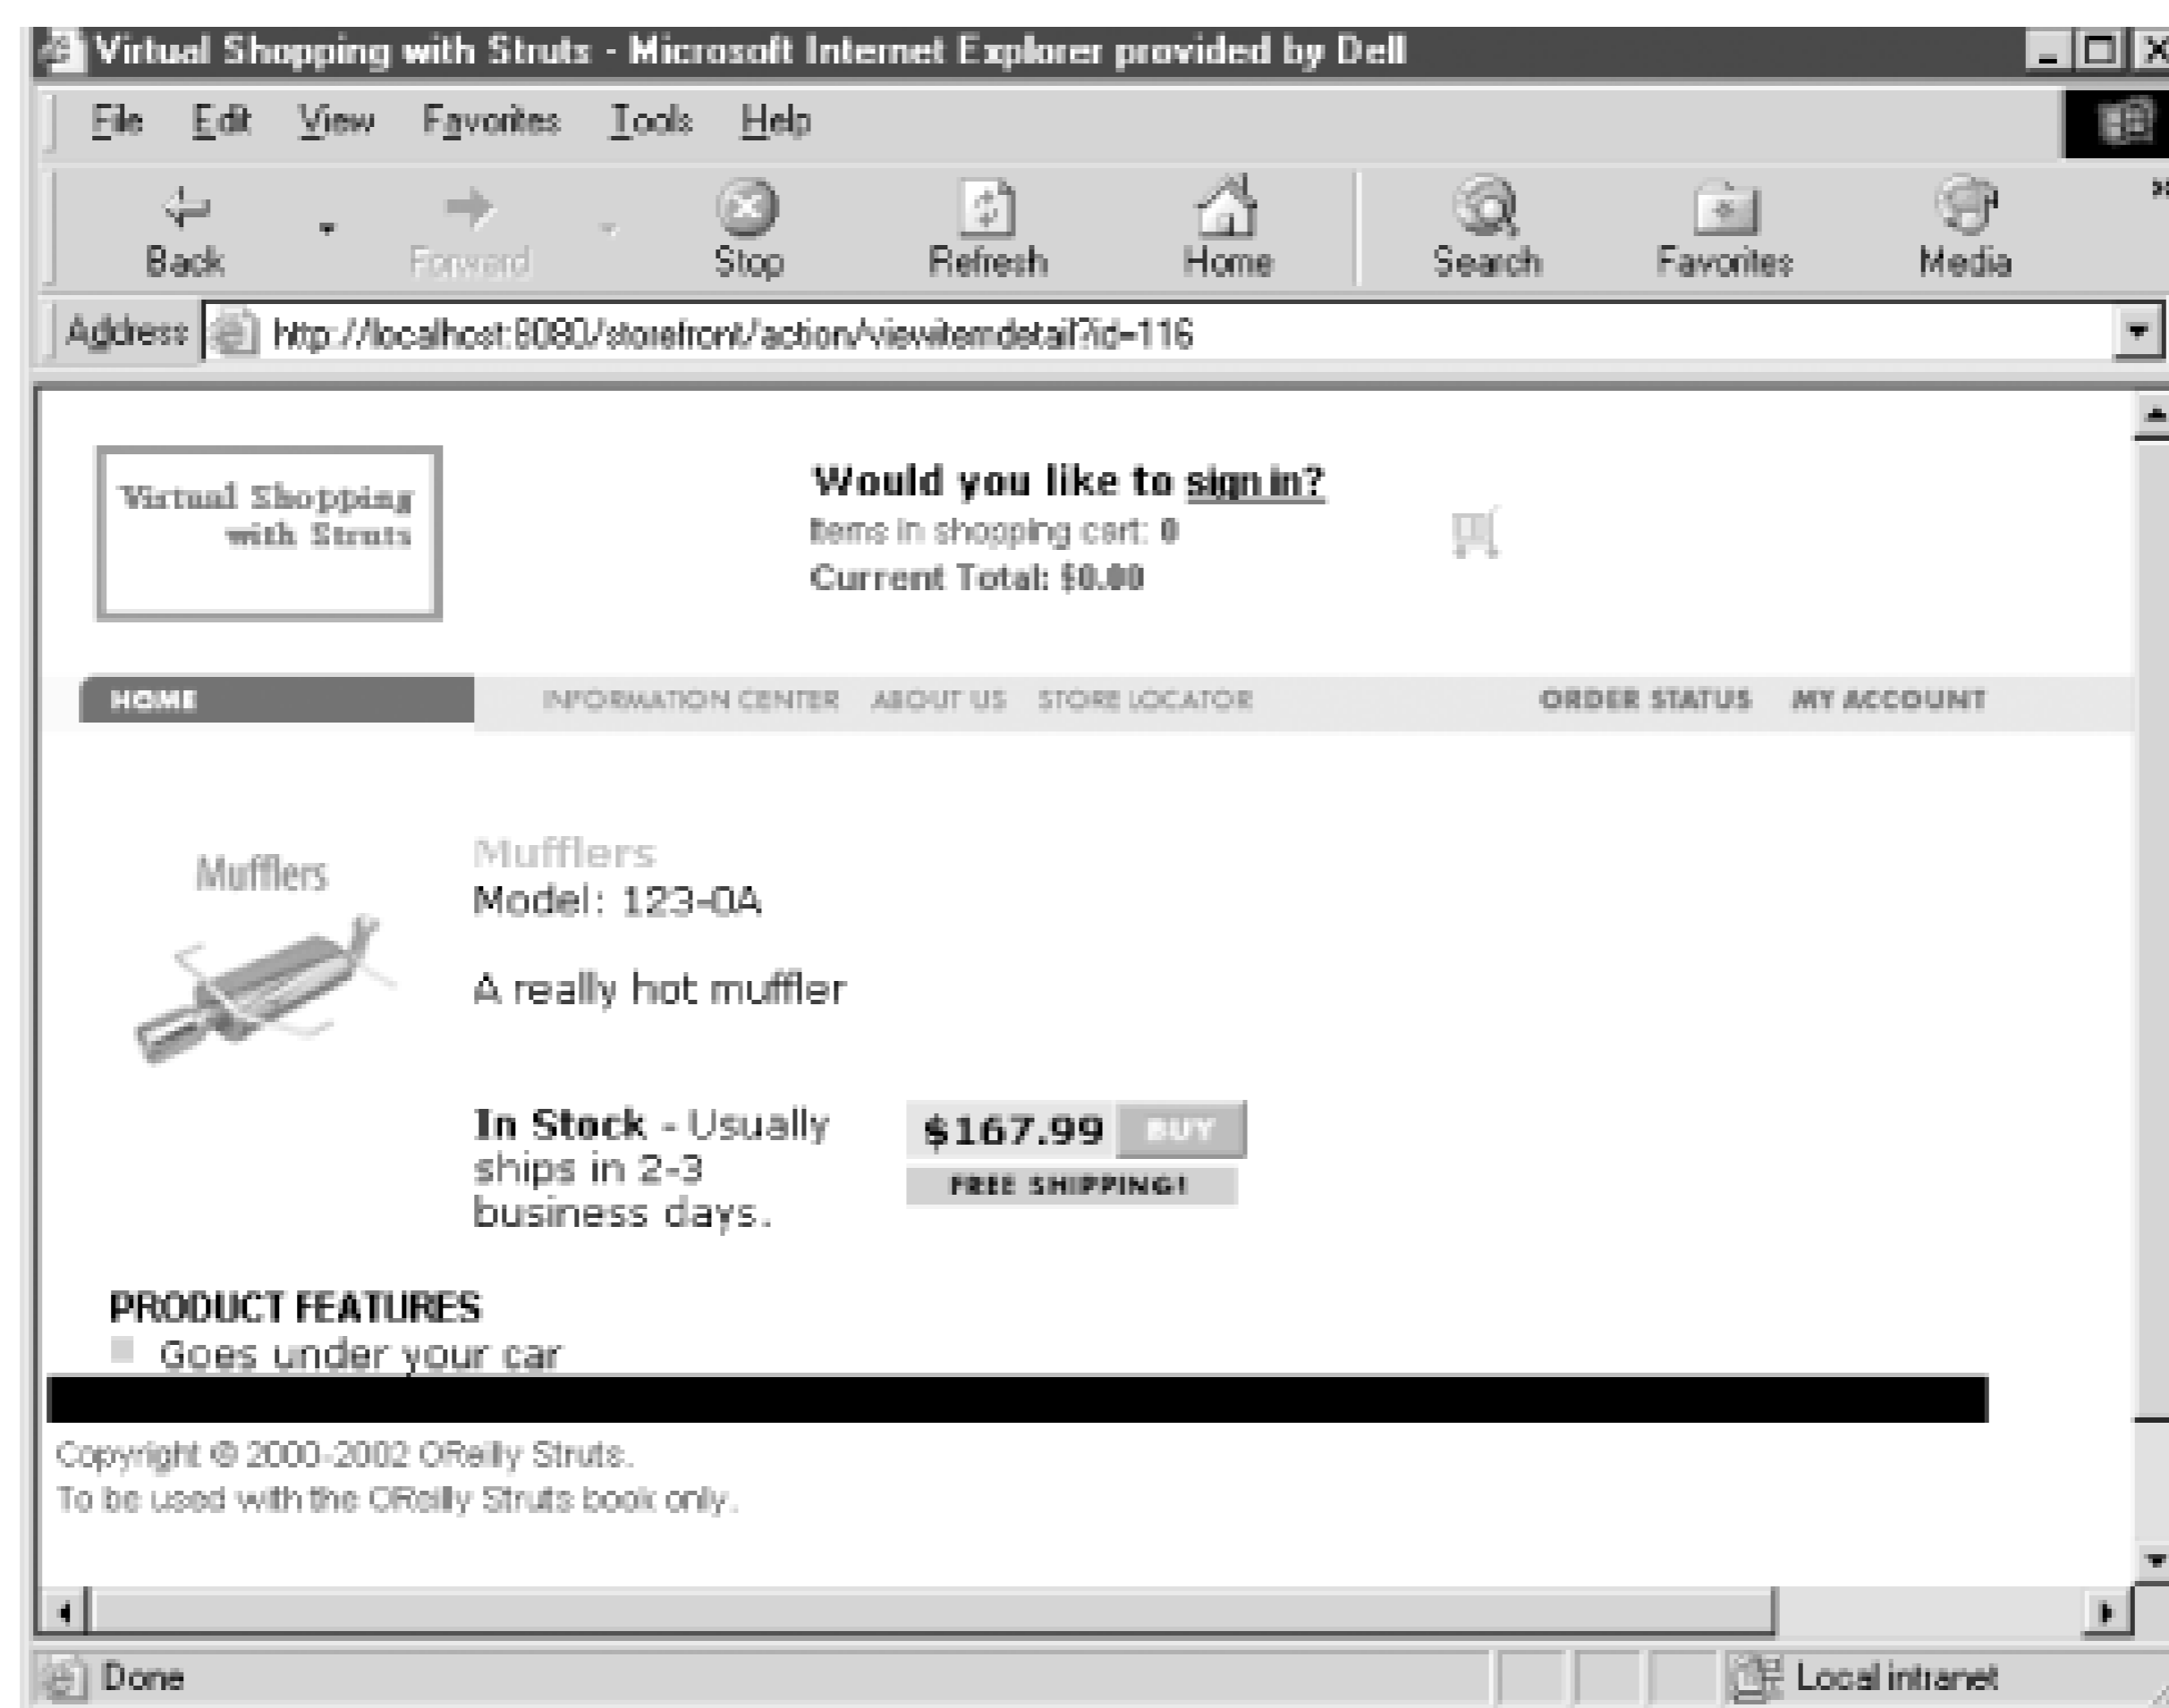 Virtual Shopping with Struts - Microsoft Internet Explorer provided by Dell
File Edit View Favorites Tools Help
Back Forward Stop Refresh Home Search Favorites Media
Address http://localhost:8080/storefront/action/viewitemdetail?id=116
Virtual Shopping
with Struts
Would you like to sign in?
Items in shopping cart: 0
Current Total: $0.00
HOME INFORMATION CENTER ABOUT US STORE LOCATOR ORDER STATUS MY ACCOUNT
Mufflers
Mufflers
Model: 123-0A
A really hot muffler
In Stock - Usually
ships in 2-3
business days.
$167.99 BUY
FREE SHIPPING!
PRODUCT FEATURES
Goes under your car
Copyright © 2000-2002 OReilly Struts.
To be used with the OReilly Struts book only.
Done Local intranet